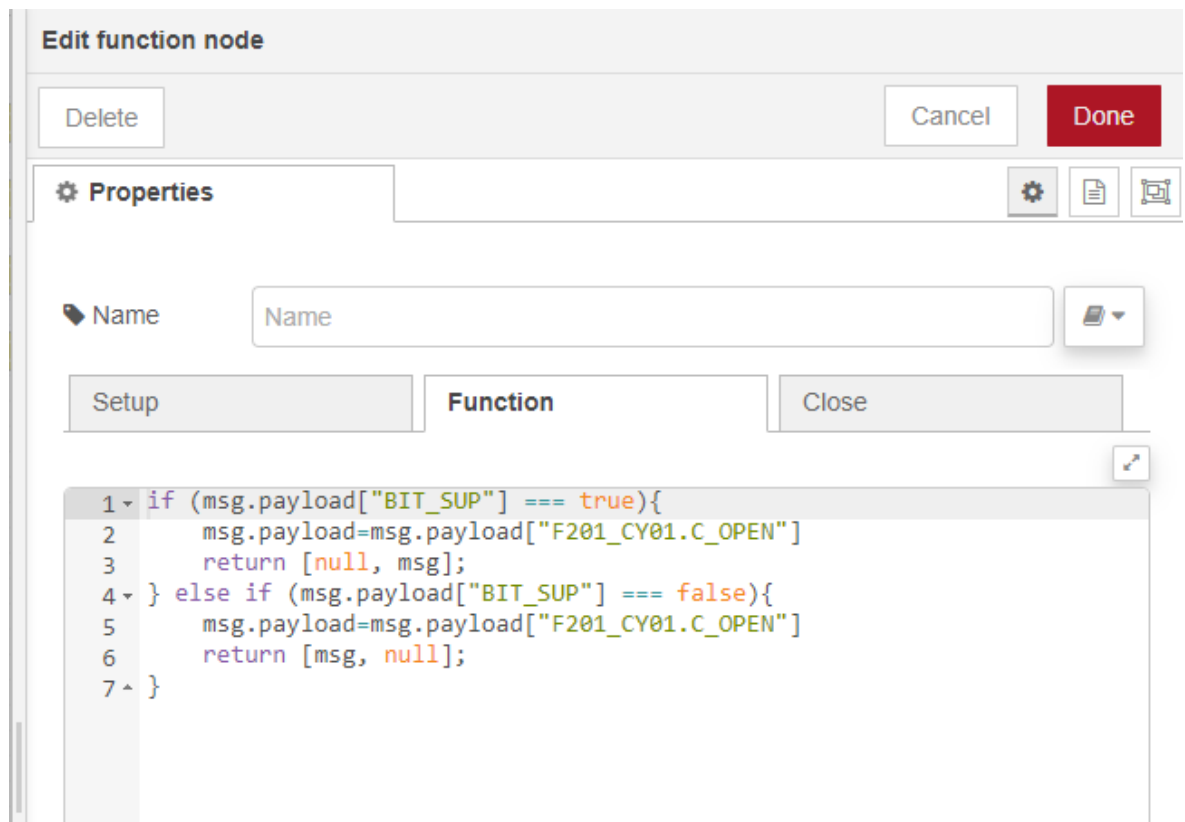 Edit function node
Delete Cancel Done
Properties
Name Name
Setup Function Close
1 if (msg.payload["BIT_SUP"] === true){
2     msg.payload=msg.payload["F201_CY01.C_OPEN"]
3     return [null, msg];
4 } else if (msg.payload["BIT_SUP"] === false){
5     msg.payload=msg.payload["F201_CY01.C_OPEN"]
6     return [msg, null];
7 }